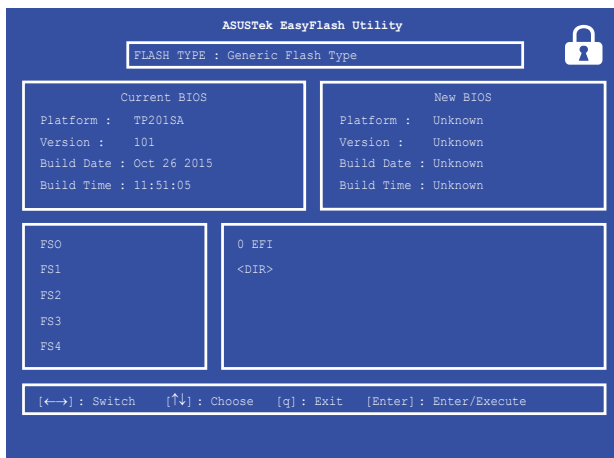 ASUSTek EasyFlash Utility
FLASH TYPE : Generic Flash Type
Current BIOS
Platform : TP201SA
Version : 101
Build Date : Oct 26 2015
Build Time : 11:51:05
New BIOS
Platform : Unknown
Version : Unknown
Build Date : Unknown
Build Time : Unknown
FSO
FS1
FS2
FS3
FS4
0 EFI
<DIR>
[←→] : Switch [↑↓] : Choose [q] : Exit [Enter] : Enter/Execute